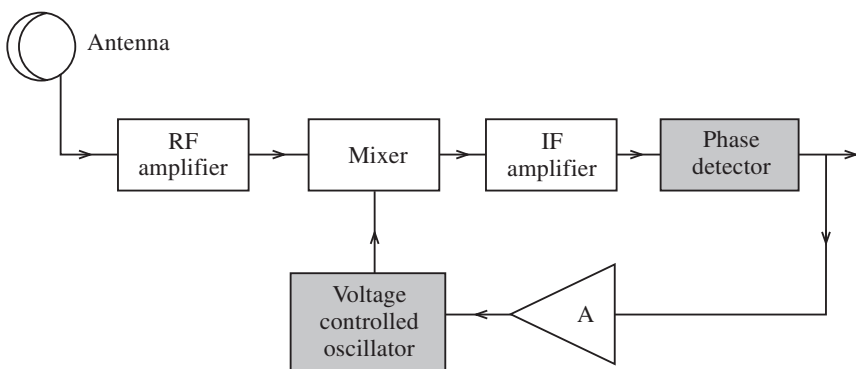 Antenna
RF
amplifier
Mixer
IF
amplifier
Phase
detector
Voltage
controlled
oscillator
A